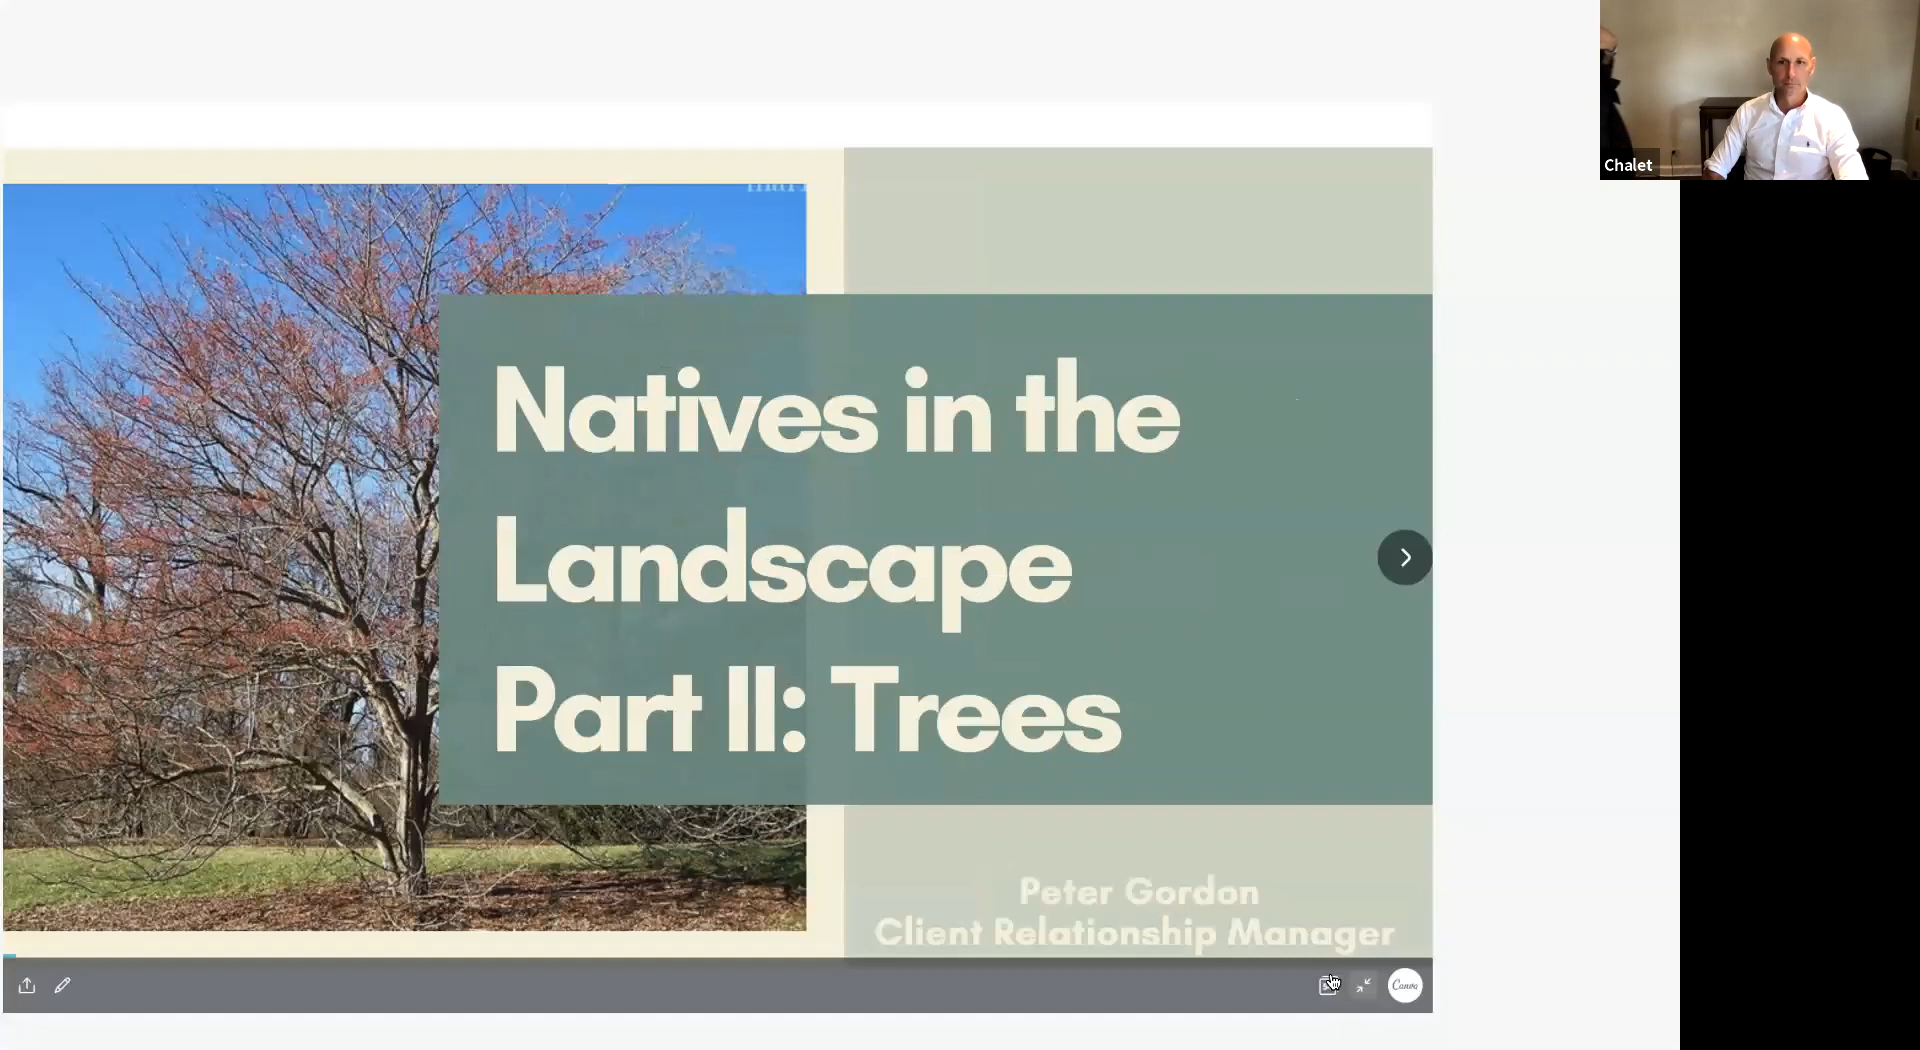 Chalet
Natives in the
Landscape
Part II: Trees
Peter Gordon
Client Relationship Manager
Canva